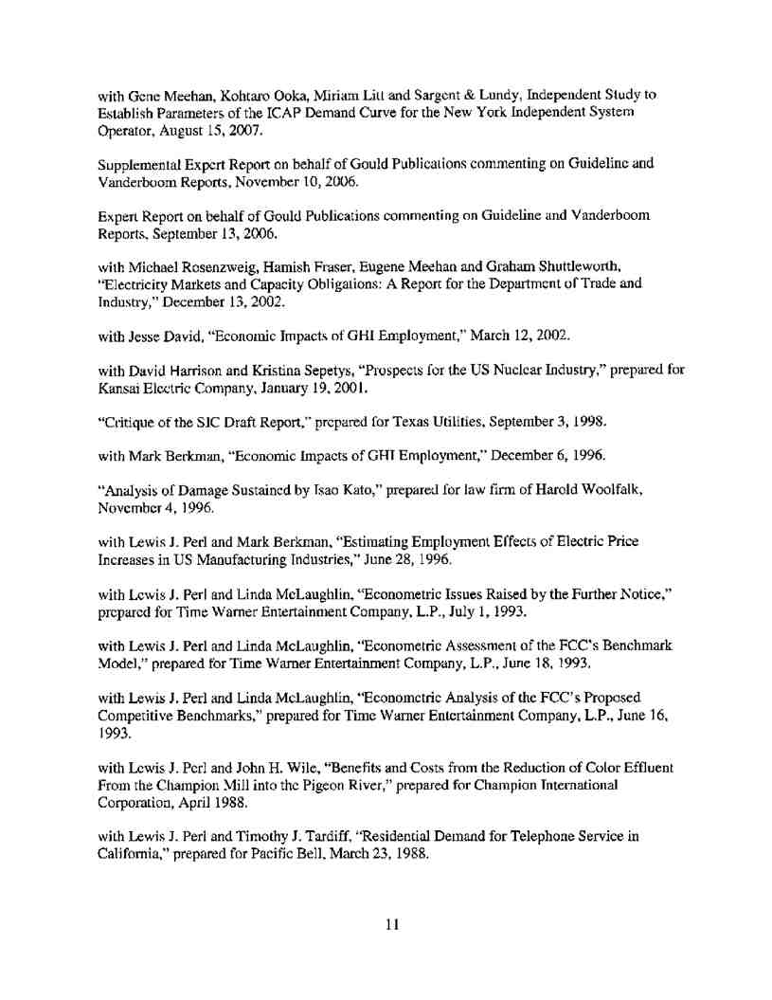 with Gene Meehan, Kohtaro Ooka, Miriam Litt and Sargent & Lundy, Independent Study to
Establish Parameters of the ICAP Demand Curve for the New York Independent System
Operator, August 15, 2007.
Supplemental Expert Report on behalf of Gould Publications commenting on Guideline and
Vanderboom Reports, November 10, 2006.
Expert Report on behalf of Gould Publications commenting on Guideline and Vanderboom
Reports, September 13, 2006.
with Michael Rosenzweig, Hamish Fraser, Eugene Meehan and Graham Shuttleworth,
“Electricity Markets and Capacity Obligations: A Report for the Department of Trade and
Industry,” December 13, 2002.
with Jesse David, “Economic Impacts of GHI Employment,” March 12, 2002.
with David Harrison and Kristina Sepetys, “Prospects for the US Nuclear Industry,” prepared for
Kansai Electric Company, January 19, 2001.
“Critique of the SJC Draft Report,” prepared for Texas Utilities, September 3, 1998.
with Mark Berkman, “Economic Impacts of GHI Employment,” December 6, 1996.
“Analysis of Damage Sustained by Isao Kato,” prepared for law firm of Harold Woolfalk,
November 4, 1996.
with Lewis J. Perl and Mark Berkman, “Estimating Employment Effects of Electric Price
Increases in US Manufacturing Industries,” June 28, 1996.
with Lewis J. Perl and Linda McLaughlin, “Econometric Issues Raised by the Further Notice,”
prepared for Time Warner Entertainment Company, L.P., July 1, 1993.
with Lewis J. Perl and Linda McLaughlin, “Econometric Assessment of the FCC's Benchmark
Model,” prepared for Time Warner Entertainment Company, L.P., June 18, 1993.
with Lewis J. Perl and Linda McLaughlin, “Econometric Analysis of the FCC's Proposed
Competitive Benchmarks,” prepared for Time Warner Entertainment Company, L.P., June 16,
1993.
with Lewis J. Perl and John H. Wile, “Benefits and Costs from the Reduction of Color Effluent
From the Champion Mill into the Pigeon River,” prepared for Champion International
Corporation, April 1988.
with Lewis J. Perl and Timothy J. Tardiff, “Residential Demand for Telephone Service in
California,” prepared for Pacific Bell, March 23, 1988.
11